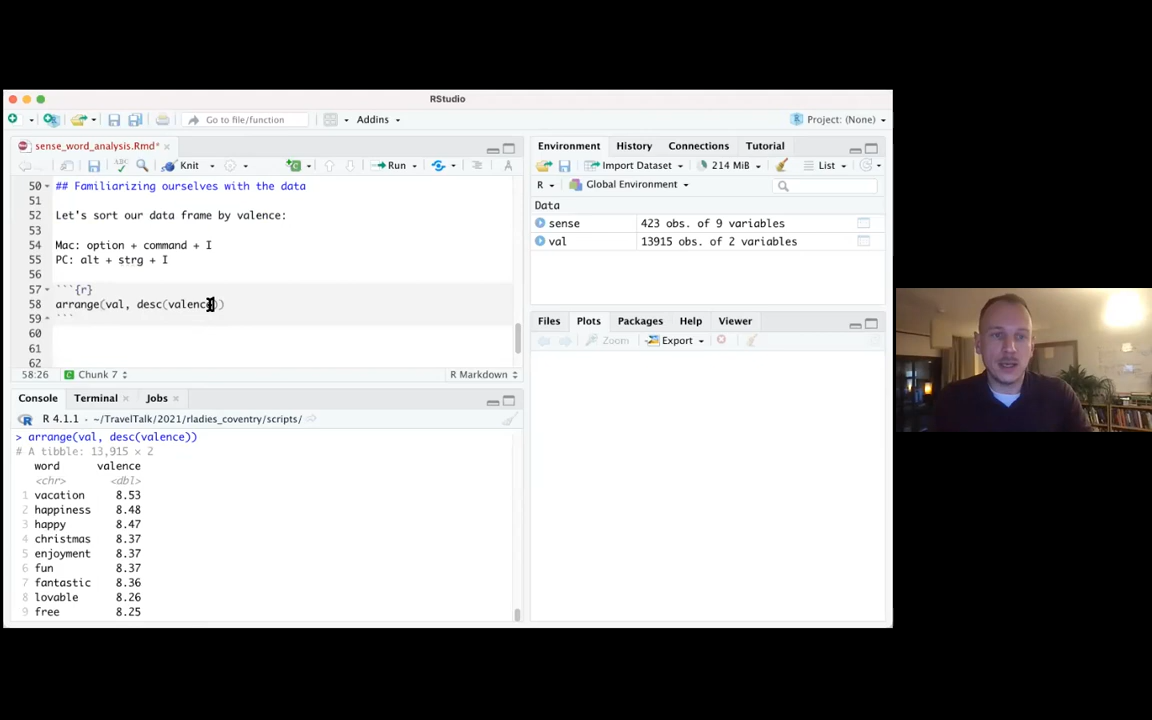 RStudio
Go to file/function
Addins
Project: (None)
sense_word_analysis.Rmd*
Knit
Run
50 ## Familiarizing ourselves with the data
51
52 Let's sort our data frame by valence:
53
54 Mac: option + command + I
55 PC: alt + strg + I
56
57 ```{r}
58 arrange(val, desc(valence))
59 ```
60
61
62
58:26
Chunk 7
R Markdown
Console
Terminal
Jobs
R 4.1.1 · ~/TravelTalk/2021/rladies_coventry/scripts/
> arrange(val, desc(valence))
# A tibble: 13,915 × 2
word valence
<chr> <dbl>
1 vacation 8.53
2 happiness 8.48
3 happy 8.47
4 christmas 8.37
5 enjoyment 8.37
6 fun 8.37
7 fantastic 8.36
8 lovable 8.26
9 free 8.25
Environment
History
Connections
Tutorial
Import Dataset
214 MiB
List
R
Global Environment
Data
sense 423 obs. of 9 variables
val 13915 obs. of 2 variables
Files
Plots
Packages
Help
Viewer
Zoom
Export